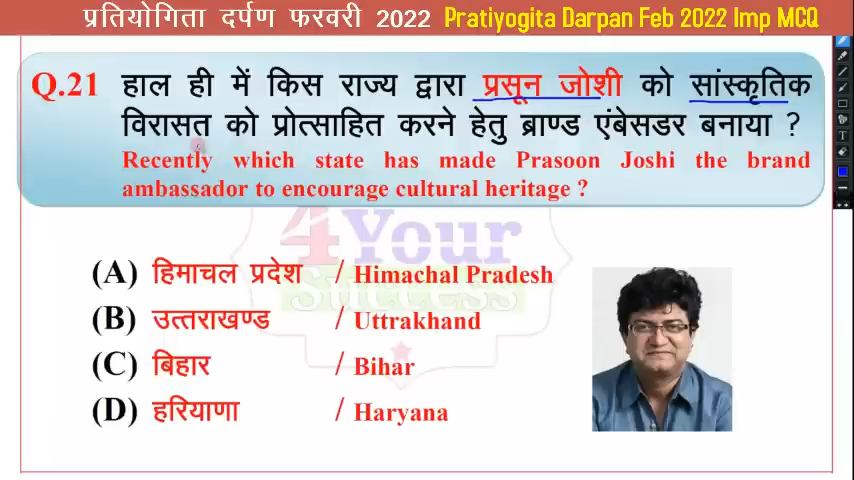 प्रतियोगिता दर्पण फरवरी 2022 Pratiyogita Darpan Feb 2022 Imp MCQ
Q.21 हाल ही में किस राज्य द्वारा प्रसून जोशी को सांस्कृतिक
विरासत को प्रोत्साहित करने हेतु ब्राण्ड एंबेसडर बनाया ?
Recently which state has made Prasoon Joshi the brand
ambassador to encourage cultural heritage ?
4Your
Success
(A) हिमाचल प्रदेश / Himachal Pradesh
(B) उत्तराखण्ड / Uttrakhand
(C) बिहार / Bihar
(D) हरियाणा / Haryana